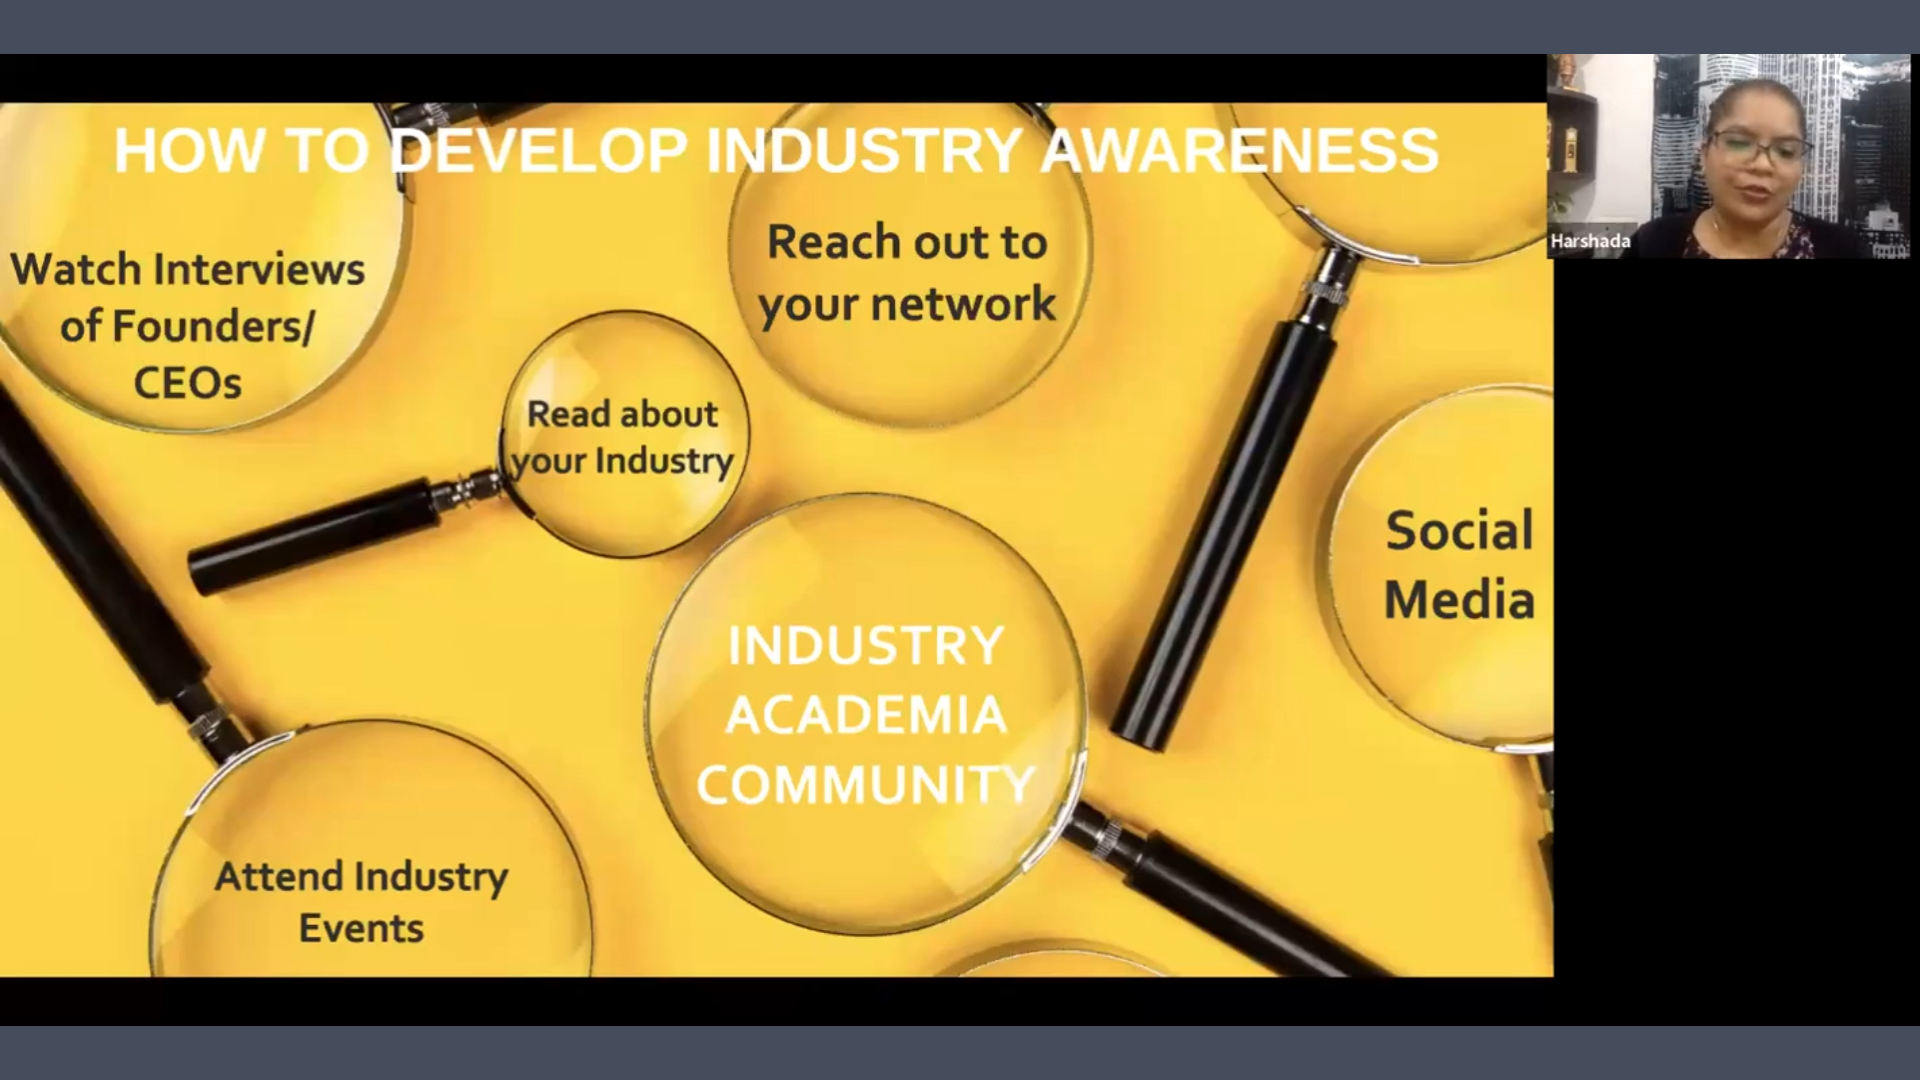 HOW TO DEVELOP INDUSTRY AWARENESS
Watch Interviews
of Founders/
CEOs
Reach out to
your network
Read about
your Industry
Social
Media
INDUSTRY
ACADEMIA
COMMUNITY
Attend Industry
Events
Harshada